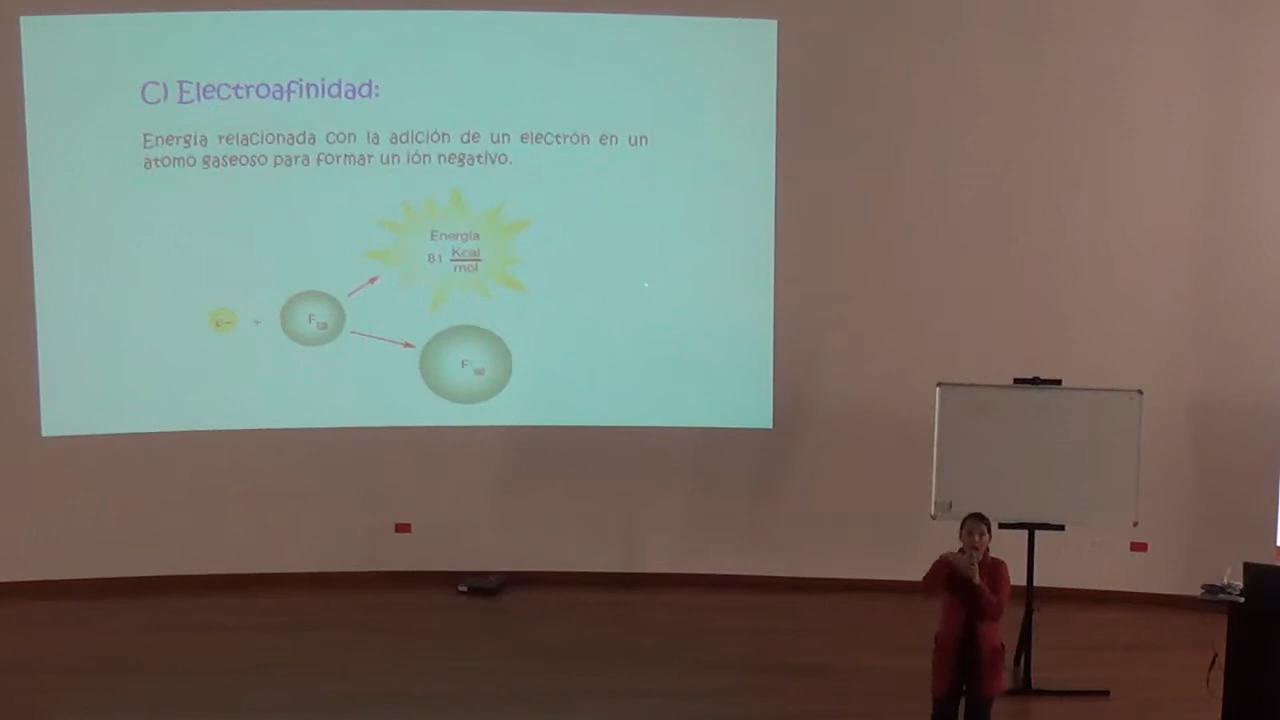 C) Electroafinidad:
Energía relacionada con la adición de un electrón en un
átomo gaseoso para formar un ión negativo.
Energía
81 Kcal
mol
e- + F(g)
F